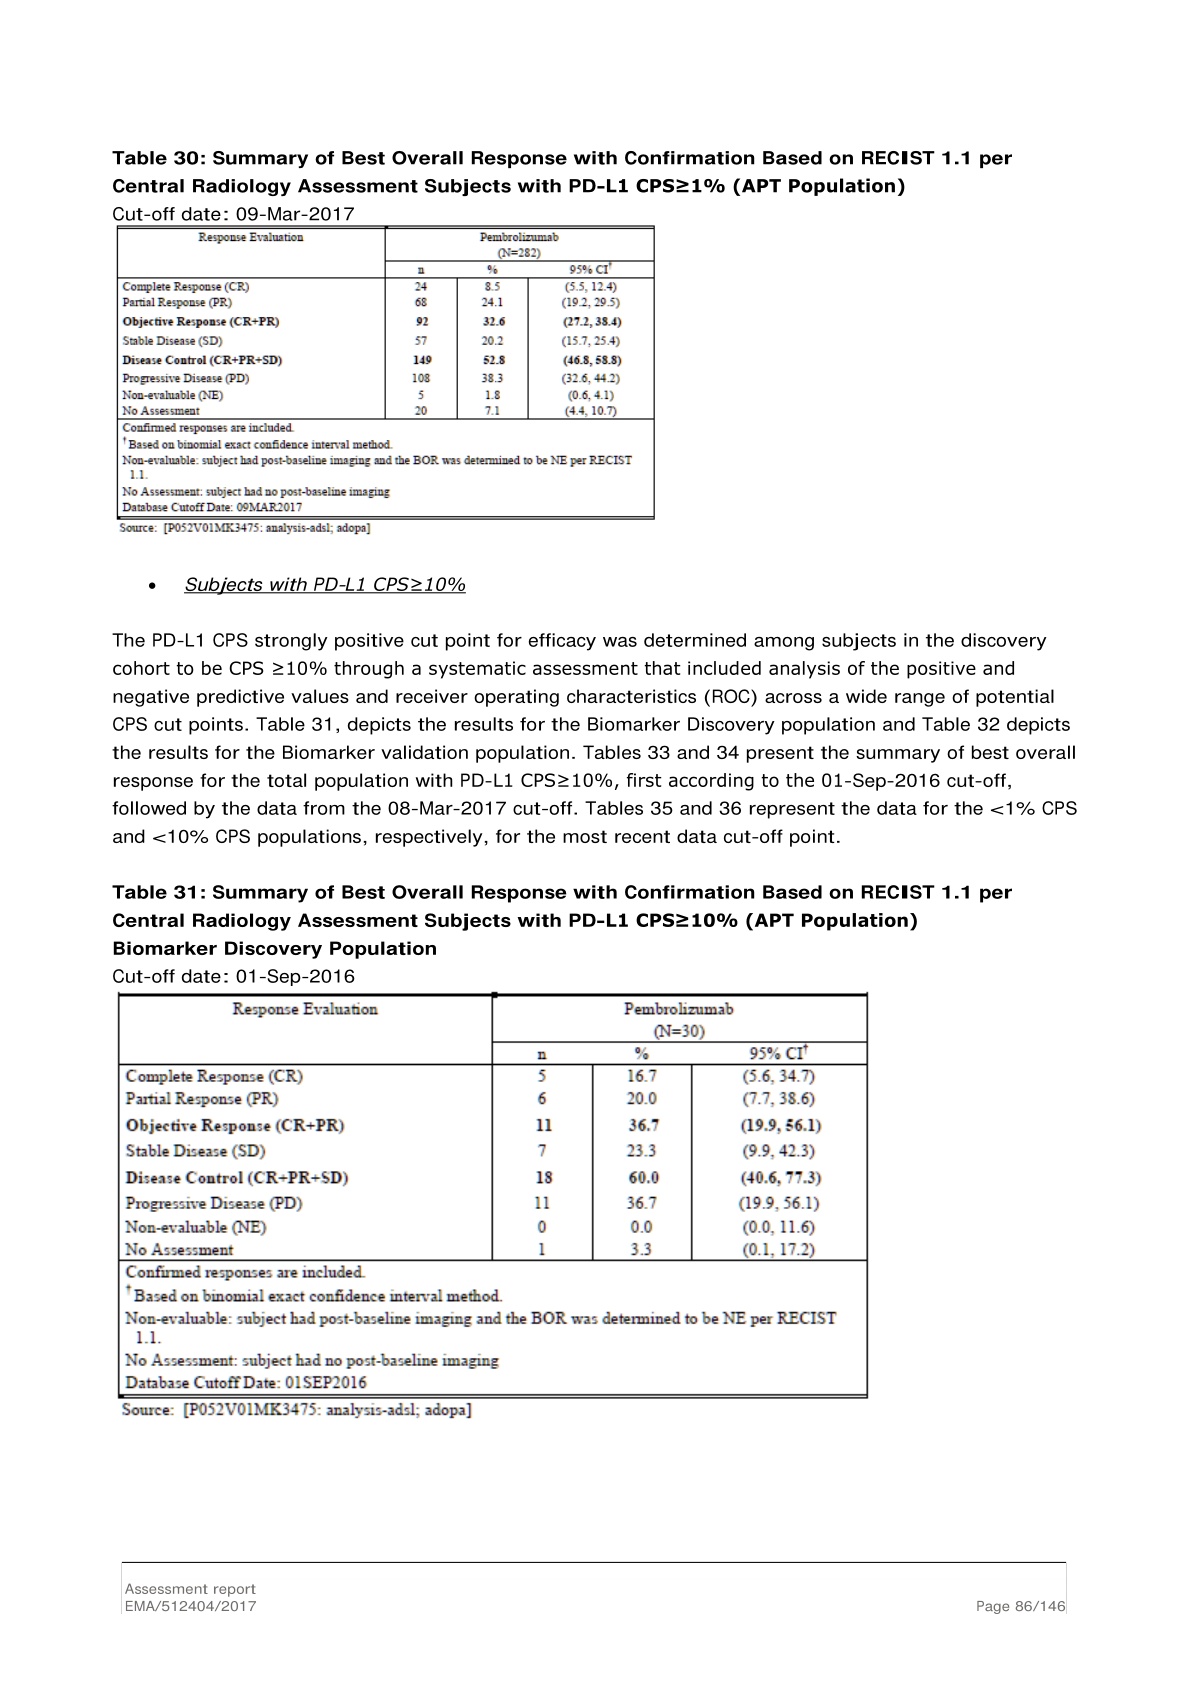 Table 30: Summary of Best Overall Response with Confirmation Based on RECIST 1.1 per
Central Radiology Assessment Subjects with PD-L1 CPS≥1% (APT Population)
Cut-off date: 09-Mar-2017
Response Evaluation Pembrolizumab
(N=282)
n % 95% CI†
Complete Response (CR) 24 8.5 (5.5, 12.4)
Partial Response (PR) 68 24.1 (19.2, 29.5)
Objective Response (CR+PR) 92 32.6 (27.2, 38.4)
Stable Disease (SD) 57 20.2 (15.7, 25.4)
Disease Control (CR+PR+SD) 149 52.8 (46.8, 58.8)
Progressive Disease (PD) 108 38.3 (32.6, 44.2)
Non-evaluable (NE) 5 1.8 (0.6, 4.1)
No Assessment 20 7.1 (4.4, 10.7)
Confirmed responses are included.
† Based on binomial exact confidence interval method.
Non-evaluable: subject had post-baseline imaging and the BOR was determined to be NE per RECIST
1.1.
No Assessment: subject had no post-baseline imaging
Database Cutoff Date: 09MAR2017
Source: [P052V01MK3475: analysis-adsl; adopa]
• Subjects with PD-L1 CPS≥10%
The PD-L1 CPS strongly positive cut point for efficacy was determined among subjects in the discovery
cohort to be CPS ≥10% through a systematic assessment that included analysis of the positive and
negative predictive values and receiver operating characteristics (ROC) across a wide range of potential
CPS cut points. Table 31, depicts the results for the Biomarker Discovery population and Table 32 depicts
the results for the Biomarker validation population. Tables 33 and 34 present the summary of best overall
response for the total population with PD-L1 CPS≥10%, first according to the 01-Sep-2016 cut-off,
followed by the data from the 08-Mar-2017 cut-off. Tables 35 and 36 represent the data for the <1% CPS
and <10% CPS populations, respectively, for the most recent data cut-off point.
Table 31: Summary of Best Overall Response with Confirmation Based on RECIST 1.1 per
Central Radiology Assessment Subjects with PD-L1 CPS≥10% (APT Population)
Biomarker Discovery Population
Cut-off date: 01-Sep-2016
Response Evaluation Pembrolizumab
(N=30)
n % 95% CI†
Complete Response (CR) 5 16.7 (5.6, 34.7)
Partial Response (PR) 6 20.0 (7.7, 38.6)
Objective Response (CR+PR) 11 36.7 (19.9, 56.1)
Stable Disease (SD) 7 23.3 (9.9, 42.3)
Disease Control (CR+PR+SD) 18 60.0 (40.6, 77.3)
Progressive Disease (PD) 11 36.7 (19.9, 56.1)
Non-evaluable (NE) 0 0.0 (0.0, 11.6)
No Assessment 1 3.3 (0.1, 17.2)
Confirmed responses are included.
† Based on binomial exact confidence interval method.
Non-evaluable: subject had post-baseline imaging and the BOR was determined to be NE per RECIST
1.1.
No Assessment: subject had no post-baseline imaging
Database Cutoff Date: 01SEP2016
Source: [P052V01MK3475: analysis-adsl; adopa]
Assessment report
EMA/512404/2017 Page 86/146